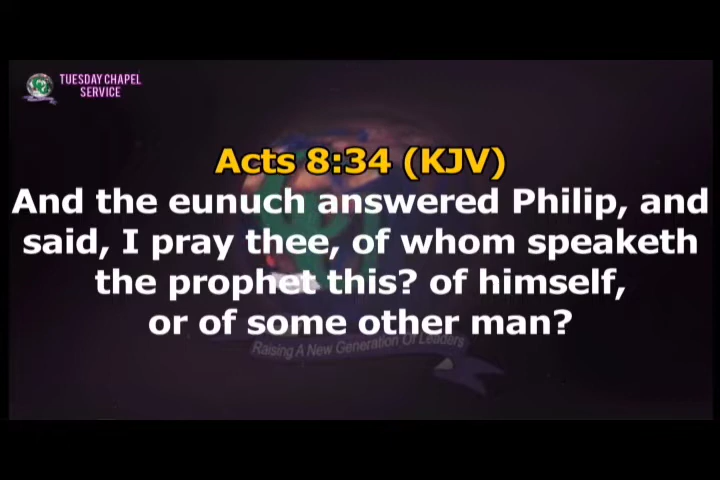 TUESDAY CHAPEL
SERVICE
Acts 8:34 (KJV)
And the eunuch answered Philip, and
said, I pray thee, of whom speaketh
the prophet this? of himself,
or of some other man?
Raising A New Generation Of Leaders